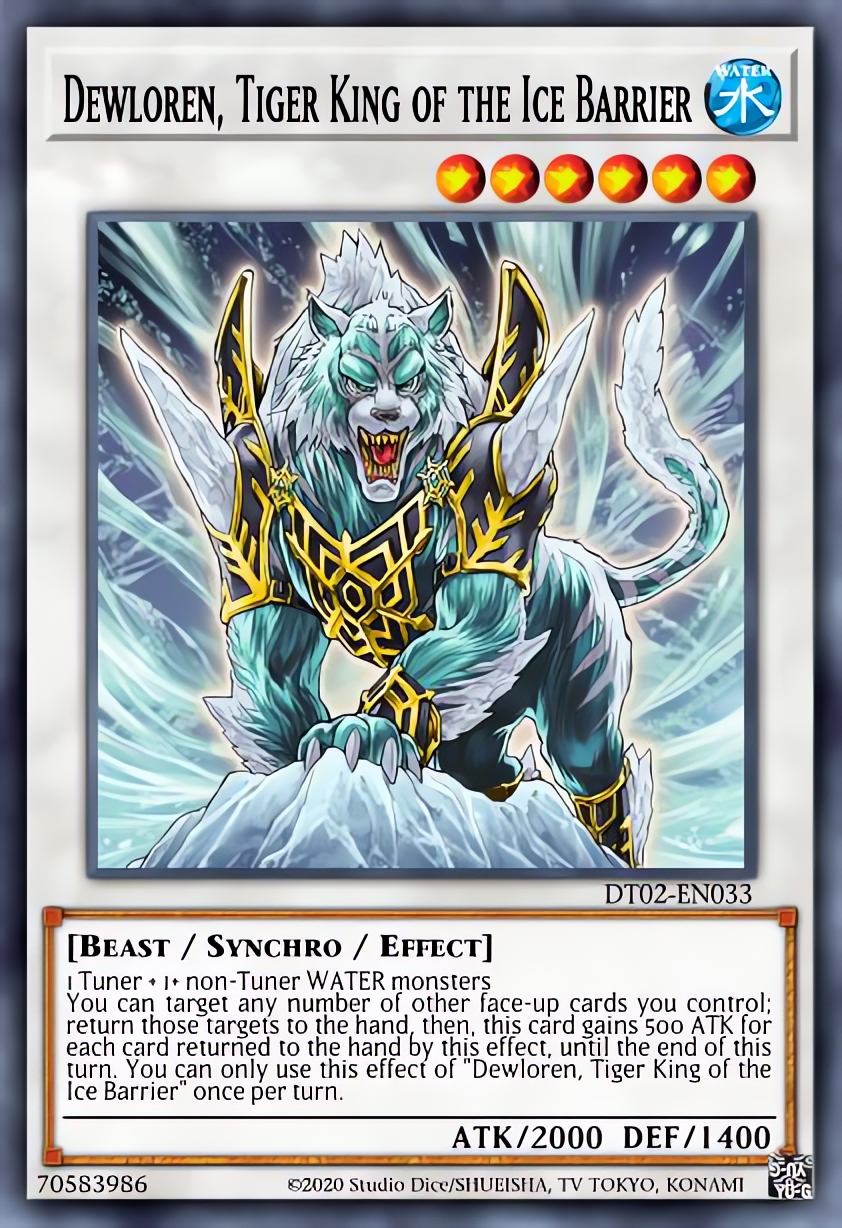 DEWLOREN, TIGER KING OF THE ICE BARRIER
WATER
水
DT02-EN033
[BEAST / SYNCHRO / EFFECT]
1 Tuner + 1+ non-Tuner WATER monsters
You can target any number of other face-up cards you control;
return those targets to the hand, then, this card gains 500 ATK for
each card returned to the hand by this effect, until the end of this
turn. You can only use this effect of "Dewloren, Tiger King of the
Ice Barrier" once per turn.
ATK/2000 DEF/1400
70583986
©2020 Studio Dice/SHUEISHA, TV TOKYO, KONAMI